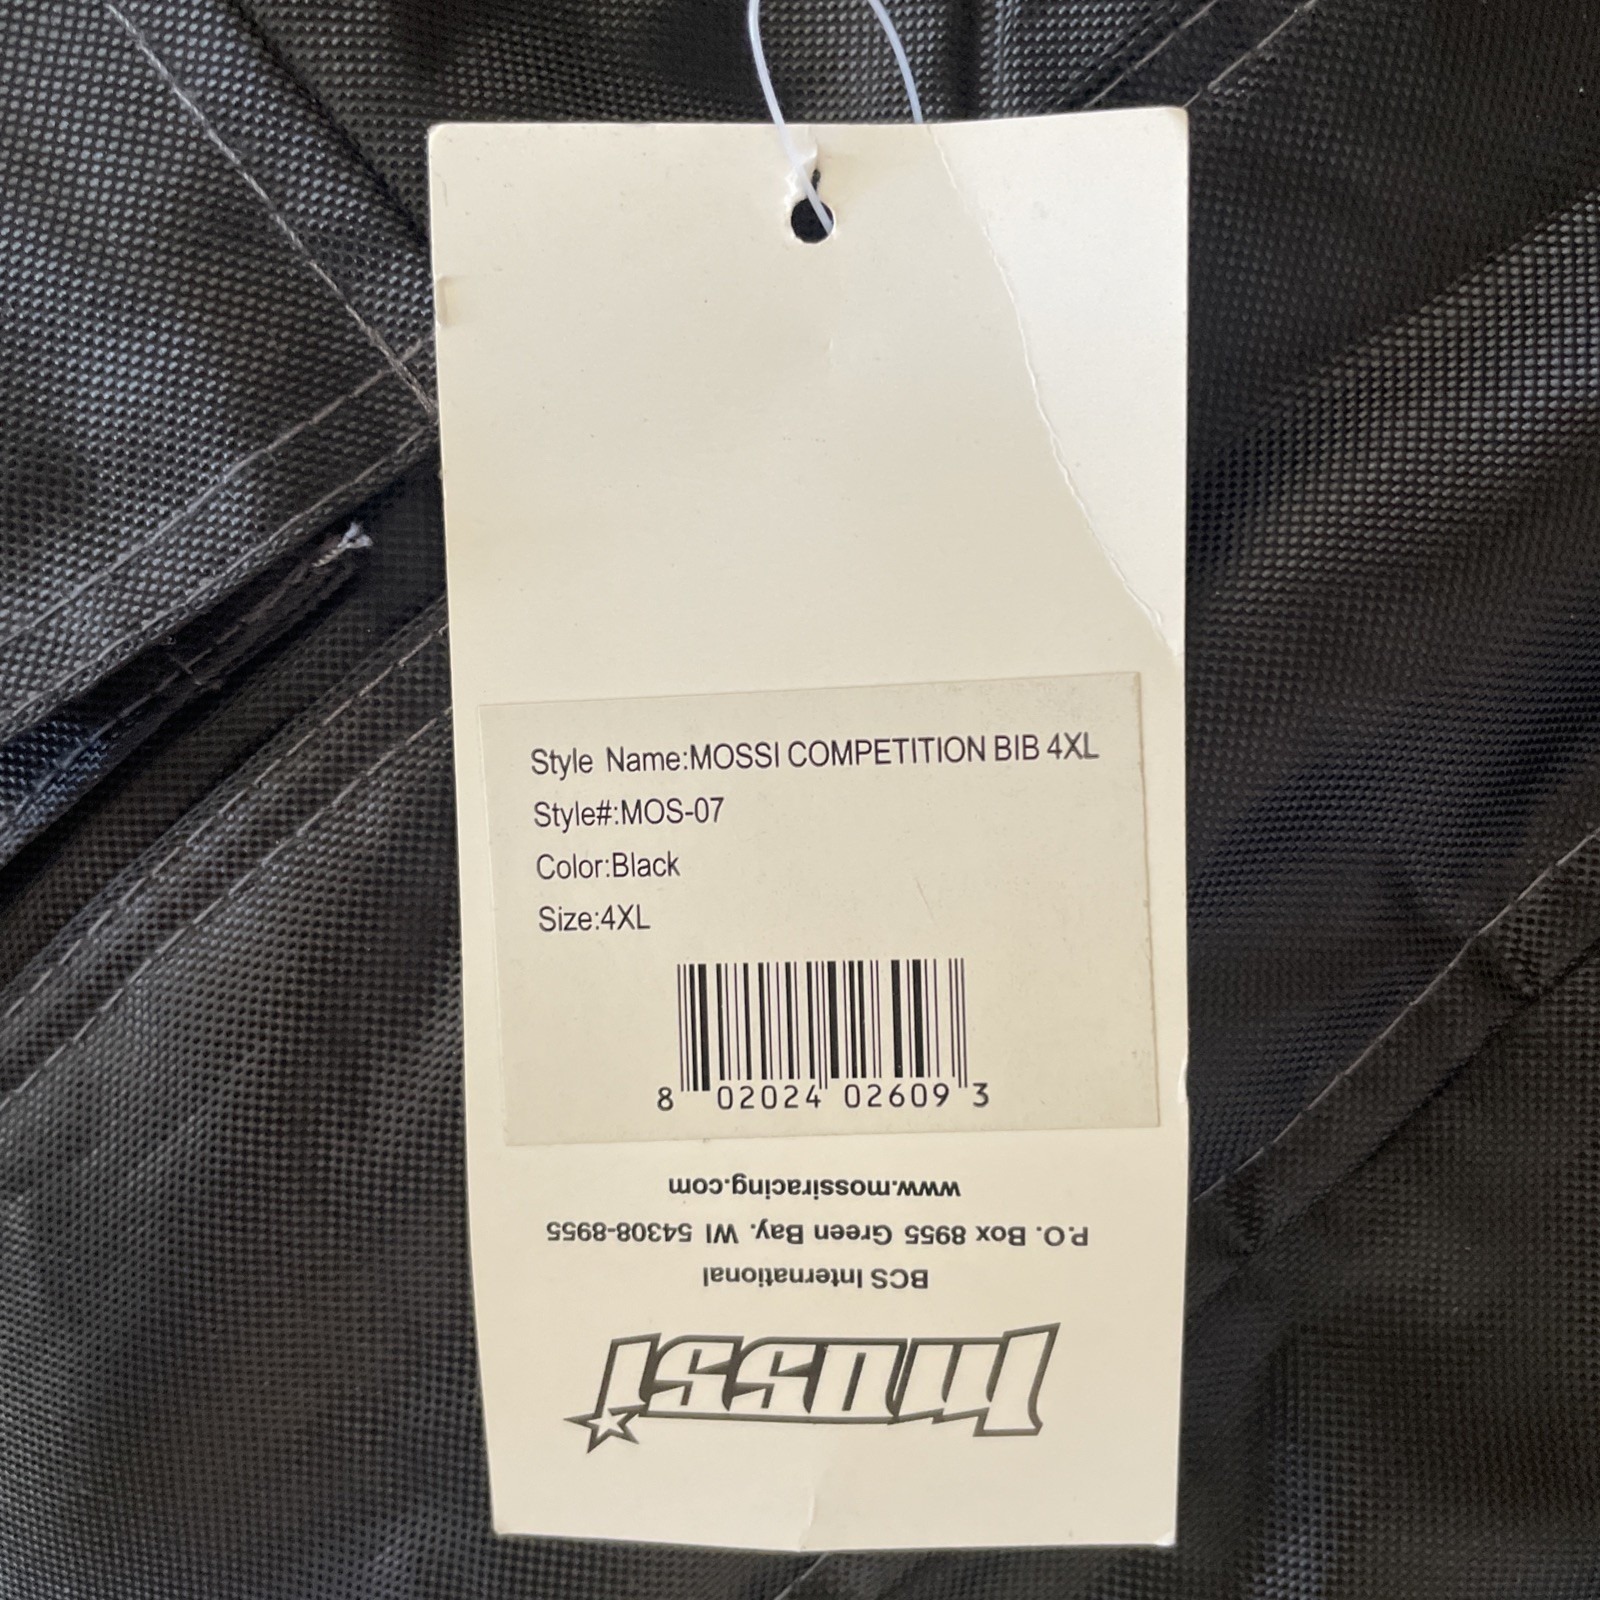 Style Name:MOSSI COMPETITION BIB 4XL
Style#:MOS-07
Color:Black
Size:4XL
8 02024 02609 3
mossi
BCS International
P.O. Box 8955 Green Bay. WI 54308-8955
www.mossiracing.com